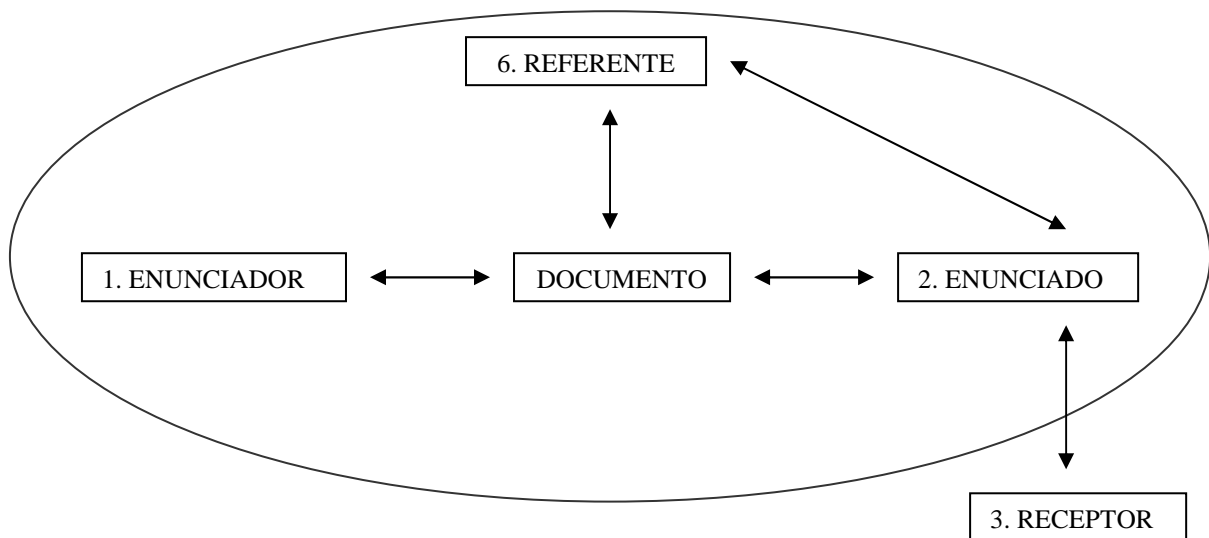 6. REFERENTE
1. ENUNCIADOR
DOCUMENTO
2. ENUNCIADO
3. RECEPTOR